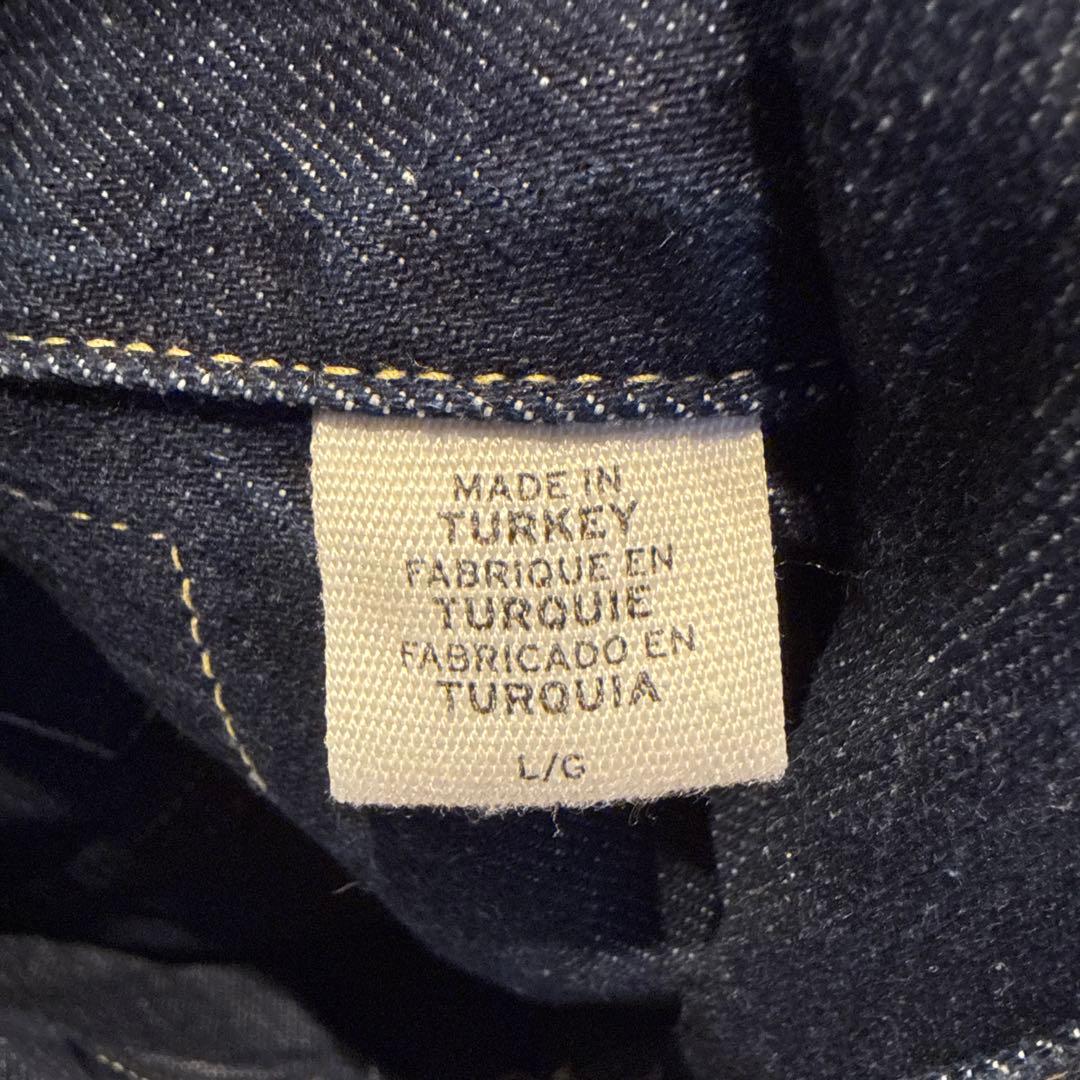 MADE IN
TURKEY
FABRIQUE EN
TURQUIE
FABRICADO EN
TURQUIA
L/G